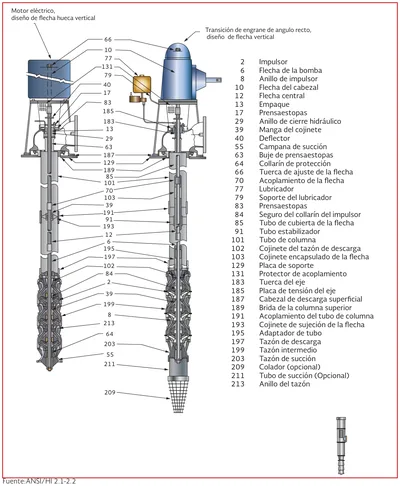 Motor eléctrico,
diseño de flecha hueca vertical
Transición de engrane de angulo recto,
diseño de flecha vertical
66
10
77
131
79
40
17
83
185
13
29
63
187
129
189
85
101
70
103
39
191
91
193
12
6
195
197
102
84
2
39
199
8
213
64
203
55
211
209
2 Impulsor
6 Flecha de la bomba
8 Anillo de impulsor
10 Flecha del cabezal
12 Flecha central
13 Empaque
17 Prensaestopas
29 Anillo de cierre hidráulico
39 Manga del cojinete
40 Deflector
55 Campana de succión
63 Buje de prensaestopas
64 Collarín de protección
66 Tuerca de ajuste de la flecha
70 Acoplamiento de la flecha
77 Lubricador
79 Soporte del lubricador
83 Prensaestopas
84 Seguro del collarín del impulsor
85 Tubo de cubierta de la flecha
91 Tubo estabilizador
101 Tubo de columna
102 Cojinete del tazón de descarga
103 Cojinete encapsulado de la flecha
129 Placa de soporte
131 Protector de acoplamiento
183 Tuerca del eje
185 Placa de tensión del eje
187 Cabezal de descarga superficial
189 Brida de la columna superior
191 Acoplamiento del tubo de columna
193 Cojinete de sujeción de la flecha
195 Adaptador de tubo
197 Tazón de descarga
199 Tazón intermedio
203 Tazón de succión
209 Colador (opcional)
211 Tubo de succión (Opcional)
213 Anillo del tazón
Fuente:ANSI/HI 2.1-2.2